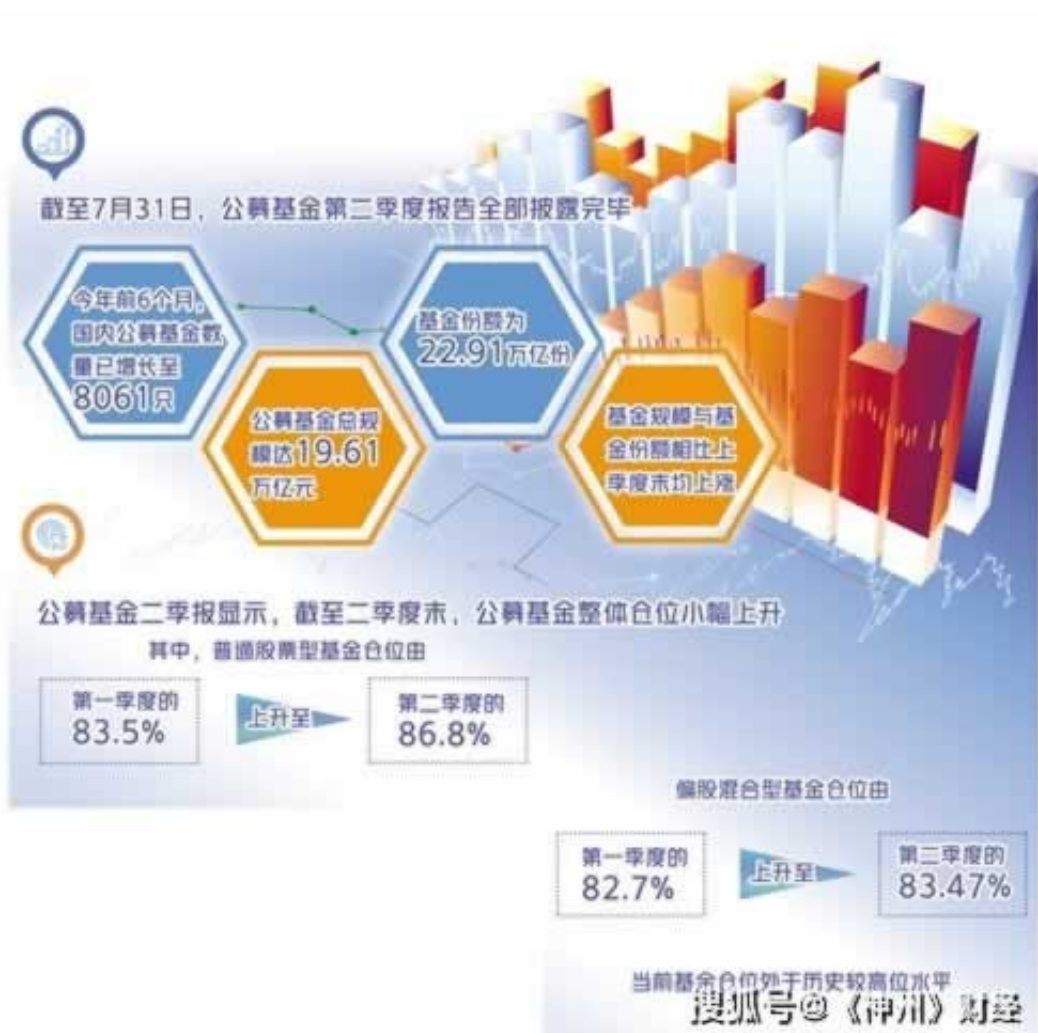 截至7月31日，公募基金第二季度报告全部披露完毕
今年前6个月，
国内公募基金数
量已增长至
8061只
公募基金总规
模达19.61
万亿元
基金份额为
22.91万亿份
基金规模与基
金份额相比上
季度末均上涨
公募基金二季报显示，截至二季度末，公募基金整体仓位小幅上升
其中，普通股票型基金仓位由
第一季度的
83.5%
上升至
第二季度的
86.8%
偏股混合型基金仓位由
第一季度的
82.7%
上升至
第二季度的
83.47%
当前基金仓位处于历史较高位水平
搜狐号@《神州》财经